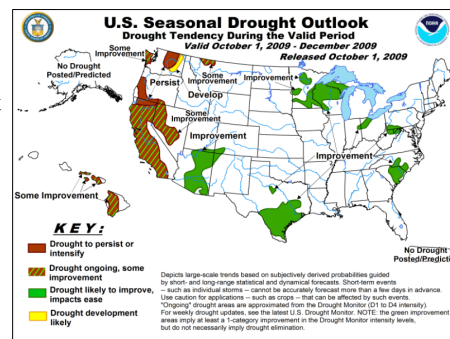 U.S. Seasonal Drought Outlook
Drought Tendency During the Valid Period
Valid October 1, 2009 - December 2009
Released October 1, 2009
NOAA
No Drought
Posted/Predicted
Some
Improvement
Some
Improvement
Improvement
Persist
Develop
Some
Improvement
Improvement
Improvement
Some Improvement
No Drought
Posted/Predicti
KEY:
Drought to persist or
intensify
Drought ongoing, some
improvement
Drought likely to improve,
impacts ease
Drought development
likely
Depicts large-scale trends based on subjectively derived probabilities guided
by short- and long-range statistical and dynamical forecasts. Short-term events
-- such as individual storms -- cannot be accurately forecast more than a few days in advance.
Use caution for applications -- such as crops -- that can be affected by such events.
"Ongoing" drought areas are approximated from the Drought Monitor (D1 to D4 intensity).
For weekly drought updates, see the latest U.S. Drought Monitor. NOTE: the green improvement
areas imply at least a 1-category improvement in the Drought Monitor intensity levels,
but do not necessarily imply drought elimination.